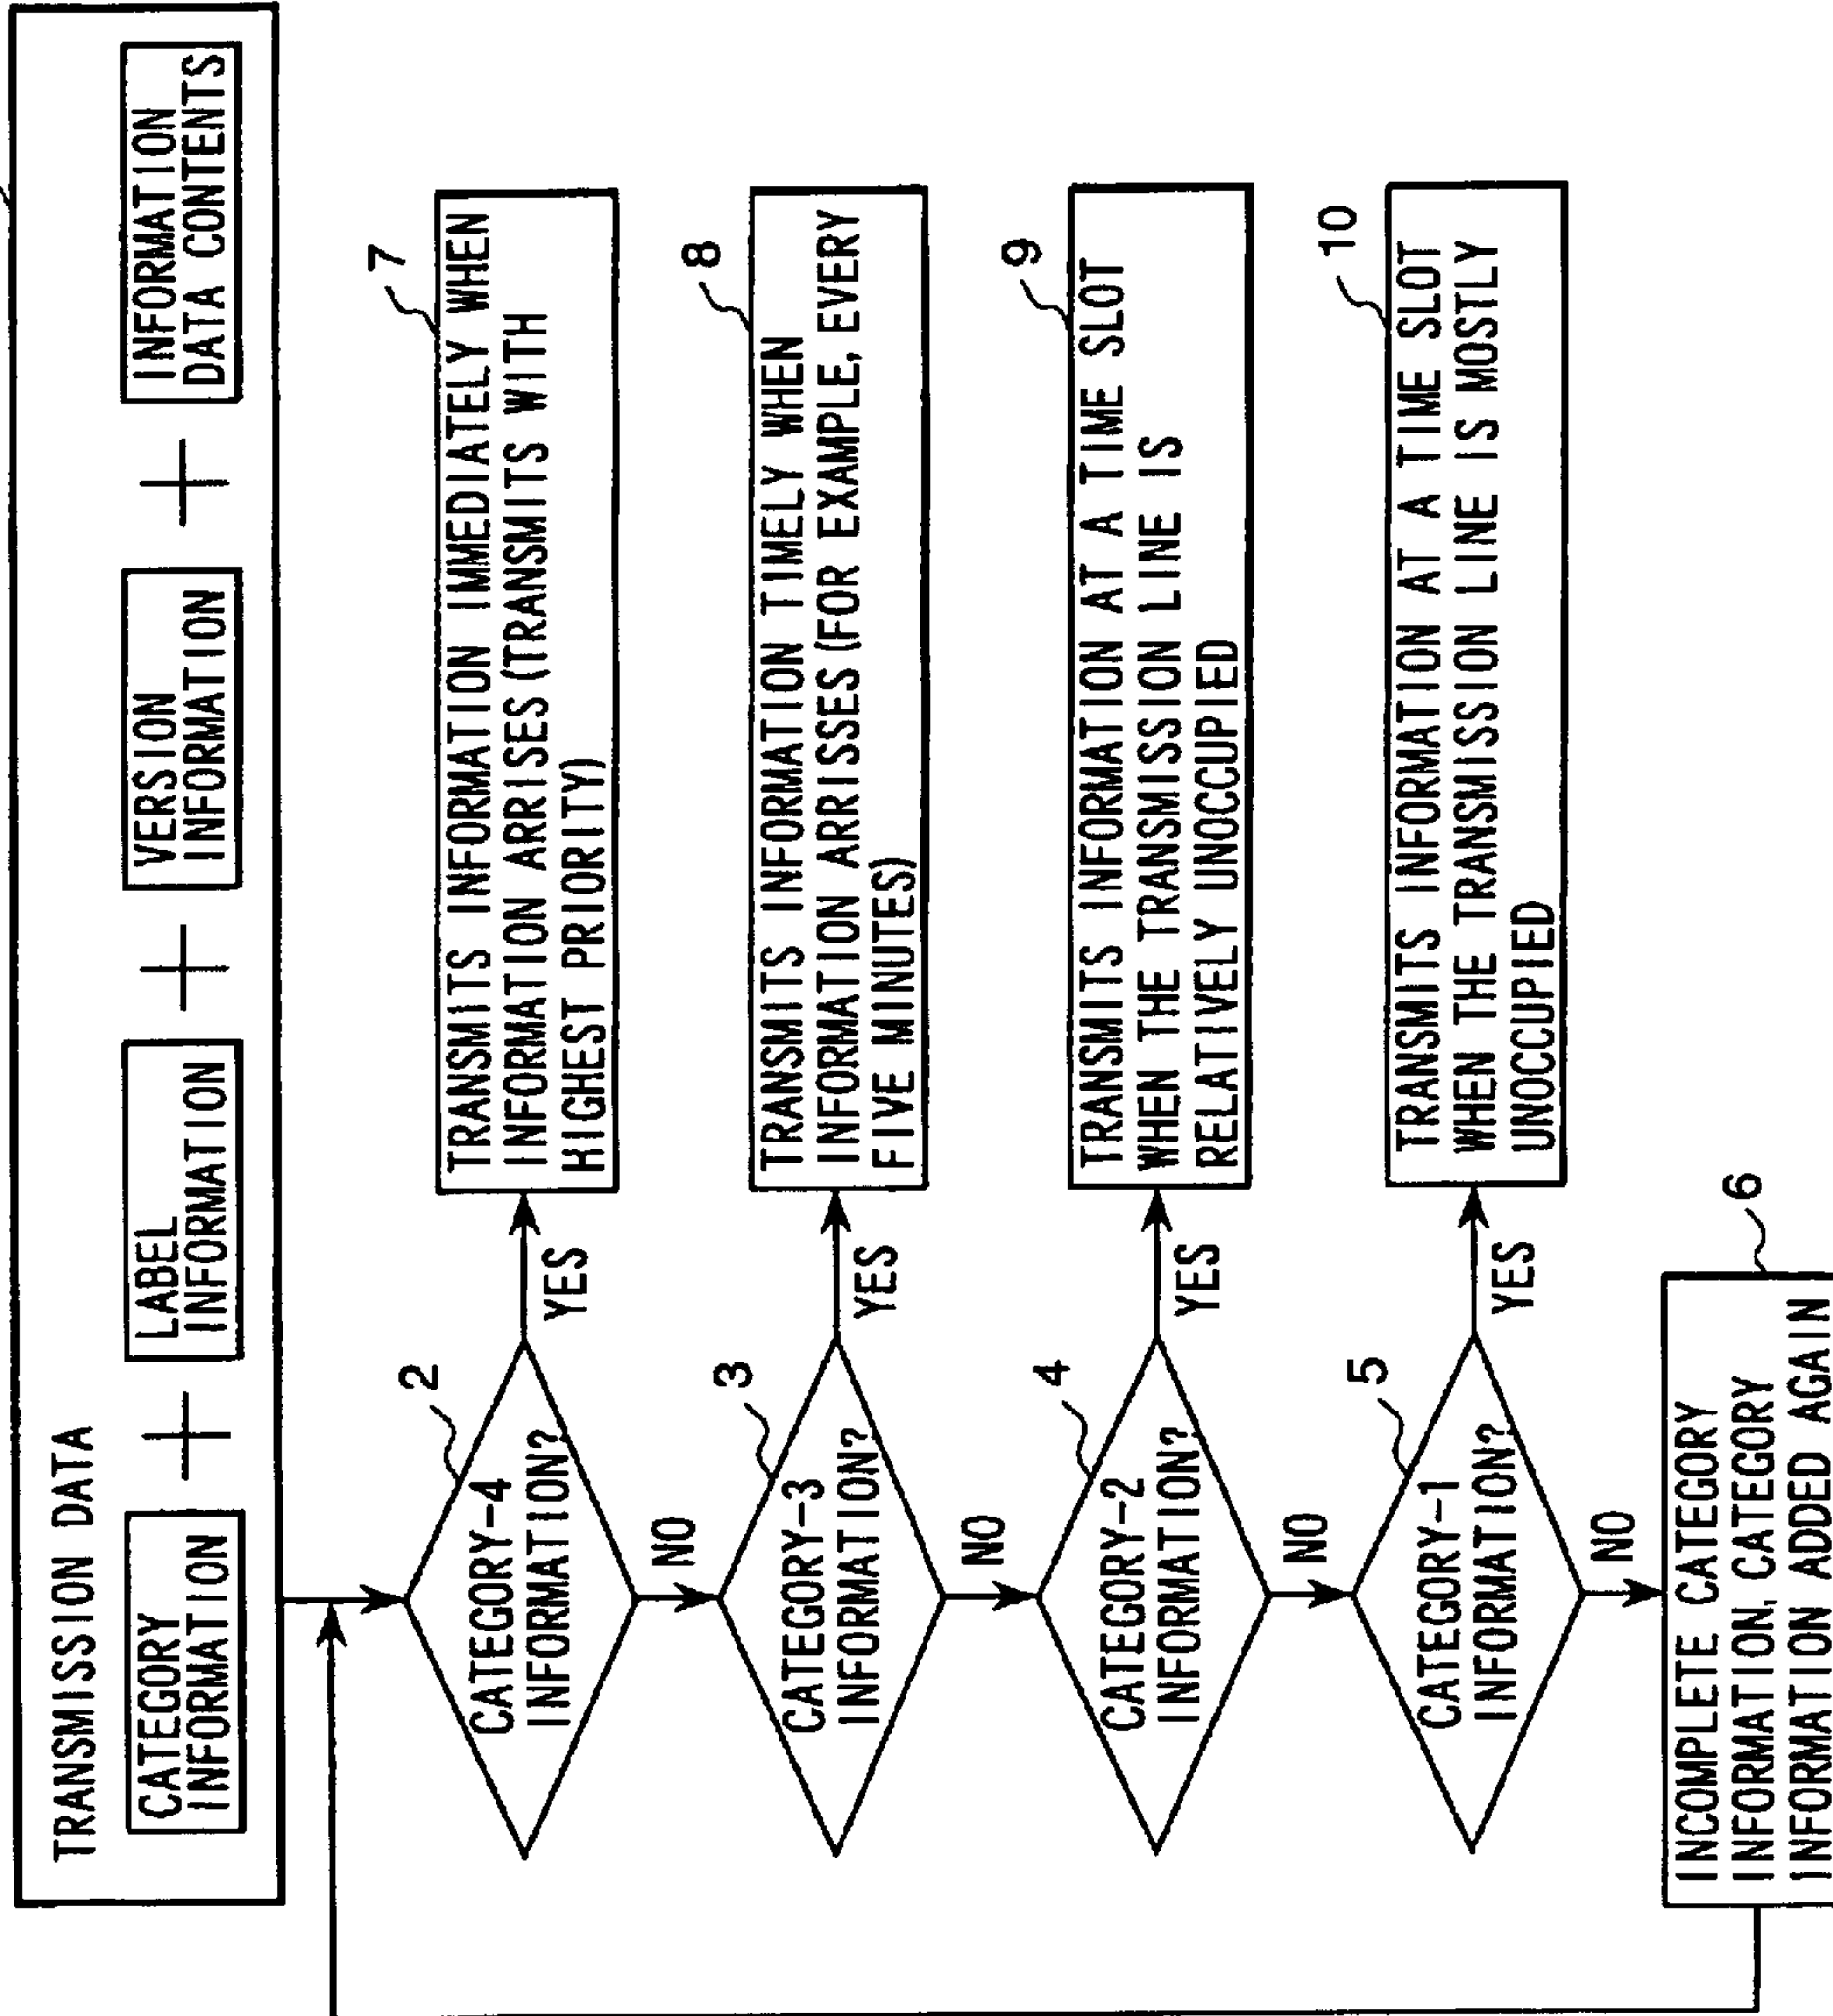 TRANSMISSION DATA
CATEGORY
INFORMATION
+
LABEL
INFORMATION
+
VERSION
INFORMATION
+
INFORMATION
DATA CONTENTS
2
CATEGORY-4
INFORMATION?
YES
NO
7
TRANSMITS INFORMATION IMMEDIATELY WHEN
INFORMATION ARRISES (TRANSMITS WITH
HIGHEST PRIORITY)
3
CATEGORY-3
INFORMATION?
YES
NO
8
TRANSMITS INFORMATION TIMELY WHEN
INFORMATION ARRISSES (FOR EXAMPLE, EVERY
FIVE MINUTES)
4
CATEGORY-2
INFORMATION?
YES
NO
9
TRANSMITS INFORMATION AT A TIME SLOT
WHEN THE TRANSMISSION LINE IS
RELATIVELY UNOCCUPIED
5
CATEGORY-1
INFORMATION?
YES
NO
10
TRANSMITS INFORMATION AT A TIME SLOT
WHEN THE TRANSMISSION LINE IS MOSTLY
UNOCCUPIED
6
INCOMPLETE CATEGORY
INFORMATION, CATEGORY
INFORMATION ADDED AGAIN